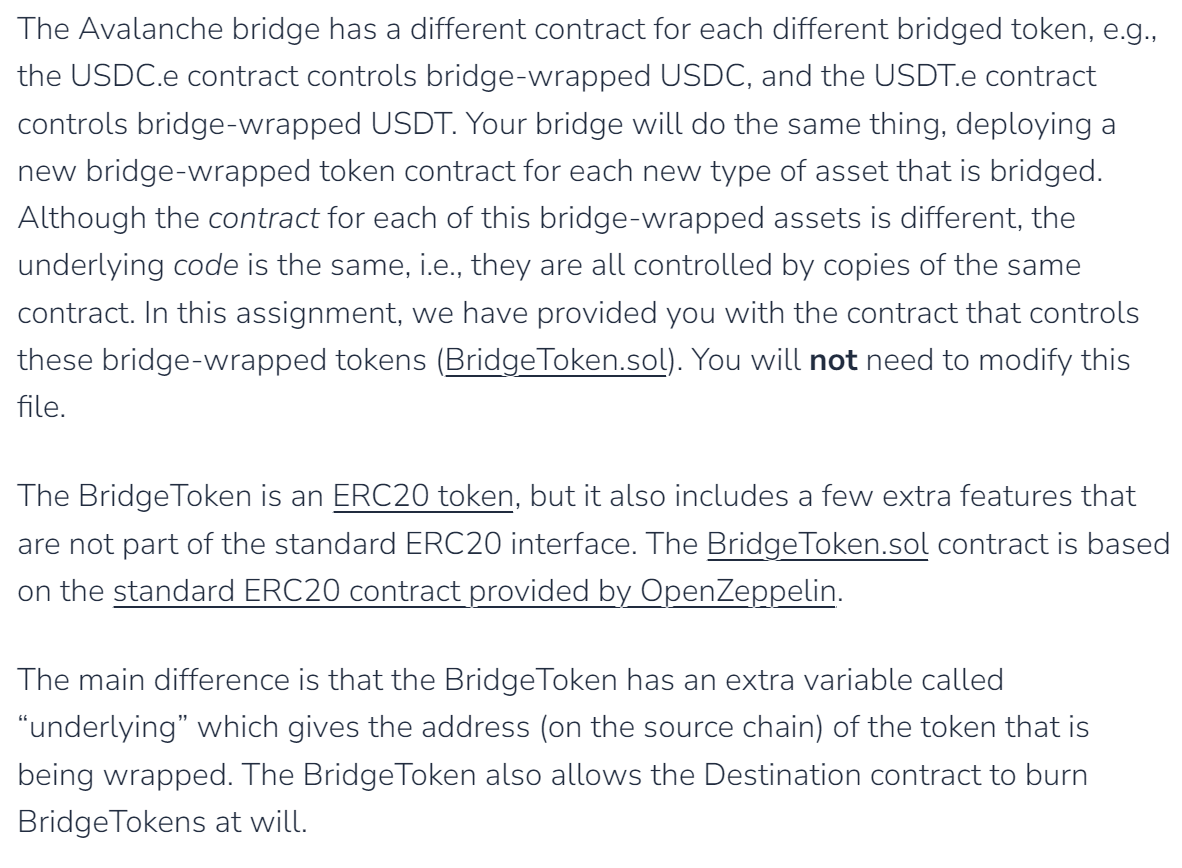 The Avalanche bridge has a different contract for each different bridged token, e.g.,
the USDC.e contract controls bridge-wrapped USDC, and the USDT.e contract
controls bridge-wrapped USDT. Your bridge will do the same thing, deploying a
new bridge-wrapped token contract for each new type of asset that is bridged.
Although the contract for each of this bridge-wrapped assets is different, the
underlying code is the same, i.e., they are all controlled by copies of the same
contract. In this assignment, we have provided you with the contract that controls
these bridge-wrapped tokens (BridgeToken.sol). You will not need to modify this
file.
The BridgeToken is an ERC20 token, but it also includes a few extra features that
are not part of the standard ERC20 interface. The BridgeToken.sol contract is based
on the standard ERC20 contract provided by OpenZeppelin.
The main difference is that the BridgeToken has an extra variable called
“underlying” which gives the address (on the source chain) of the token that is
being wrapped. The BridgeToken also allows the Destination contract to burn
BridgeTokens at will.